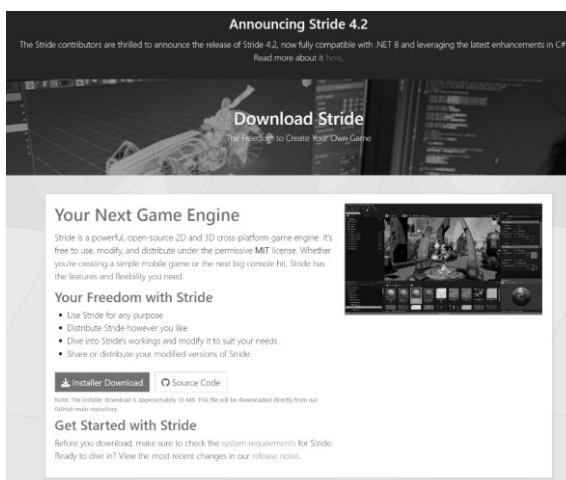 Announcing Stride 4.2
The Stride contributors are thrilled to announce the release of Stride 4.2, now fully compatible with .NET 8 and leveraging the latest enhancements in C#
Read more about it here.
Download Stride
The Freedom to Create Your Own Game
Your Next Game Engine
Stride is a powerful, open-source 2D and 3D cross-platform game engine. It's
free to use, modify, and distribute under the permissive MIT license. Whether
you're creating a simple mobile game or the next big console hit, Stride has
the features and flexibility you need.
Your Freedom with Stride
• Use Stride for any purpose
• Distribute Stride however you like
• Dive into Stride's workings and modify it to suit your needs
• Share or distribute your modified versions of Stride
Installer Download
Source Code
Note: The installer download is approximately 55 MB. This file will be downloaded directly from our
GitHub main repository.
Get Started with Stride
Before you download, make sure to check the system requirements for Stride.
Ready to dive in? View the most recent changes in our release notes.